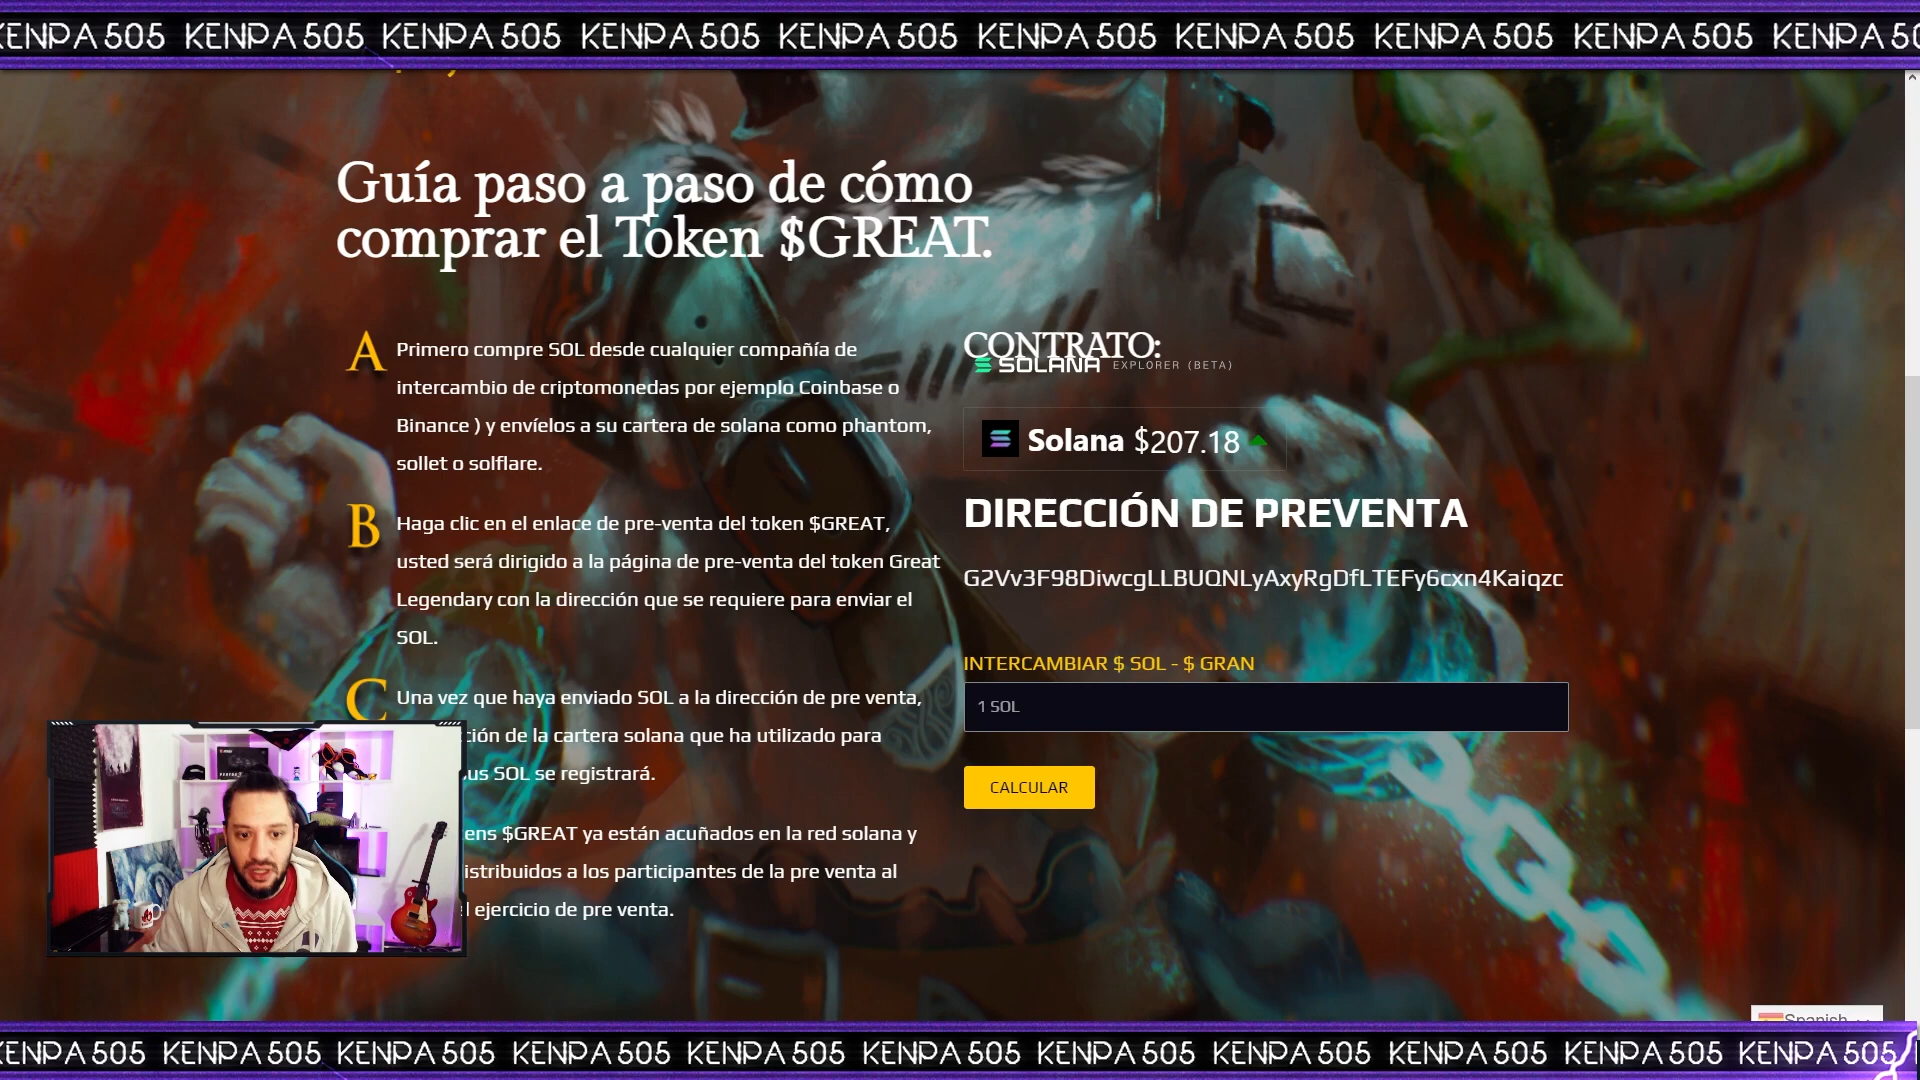 KENPA 505 KENPA 505 KENPA 505 KENPA 505 KENPA 505 KENPA 505 KENPA 505 KENPA 505 KENPA 505
Guía paso a paso de cómo
comprar el Token $GREAT.
A Primero compre SOL desde cualquier compañía de
intercambio de criptomonedas por ejemplo Coinbase o
Binance ) y envíelos a su cartera de solana como phantom,
sollet o solflare.
B Haga clic en el enlace de pre-venta del token $GREAT,
usted será dirigido a la página de pre-venta del token Great
Legendary con la dirección que se requiere para enviar el
SOL.
C Una vez que haya enviado SOL a la dirección de pre venta,
ción de la cartera solana que ha utilizado para
sus SOL se registrará.
ens $GREAT ya están acuñados en la red solana y
istribuidos a los participantes de la pre venta al
l ejercicio de pre venta.
CONTRATO:
SOLANA EXPLORER (BETA)
Solana $207.18
DIRECCIÓN DE PREVENTA
G2Vv3F98DiwcgLLBUQNLyAxyRgDfLTEFy6cxn4Kaiqzc
INTERCAMBIAR $ SOL - $ GRAN
1 SOL
CALCULAR
Spanish
KENPA 505 KENPA 505 KENPA 505 KENPA 505 KENPA 505 KENPA 505 KENPA 505 KENPA 505 KENPA 505 KENPA 505 KENPA 505